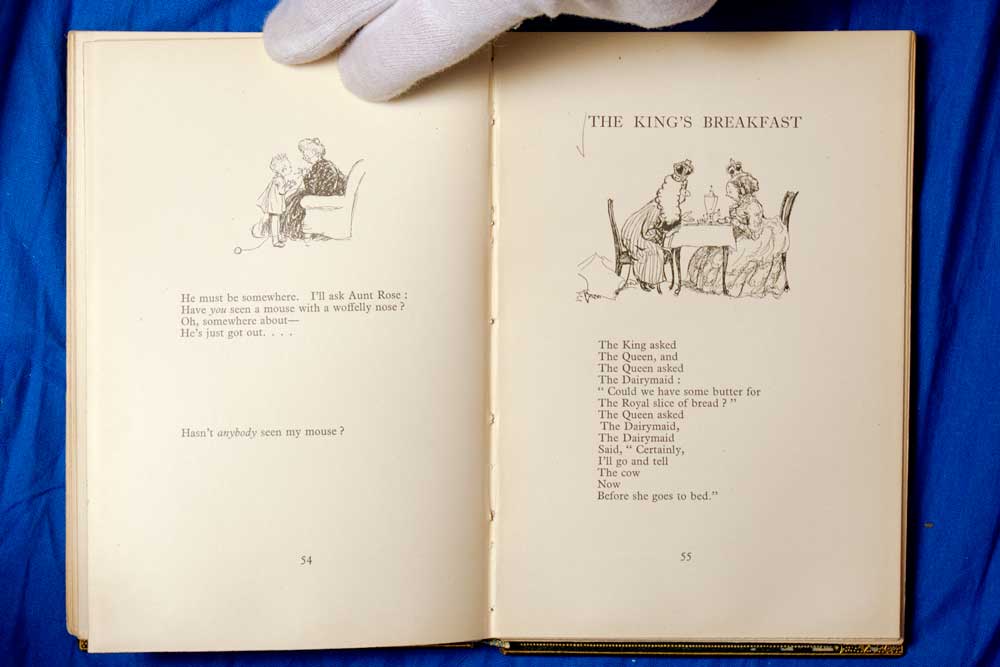 He must be somewhere. I'll ask Aunt Rose :
Have you seen a mouse with a woffelly nose ?
Oh, somewhere about—
He's just got out. . . .
Hasn't anybody seen my mouse ?
54
THE KING'S BREAKFAST
The King asked
The Queen, and
The Queen asked
The Dairymaid :
“ Could we have some butter for
The Royal slice of bread ? ”
The Queen asked
The Dairymaid,
The Dairymaid
Said, “ Certainly,
I'll go and tell
The cow
Now
Before she goes to bed.”
55